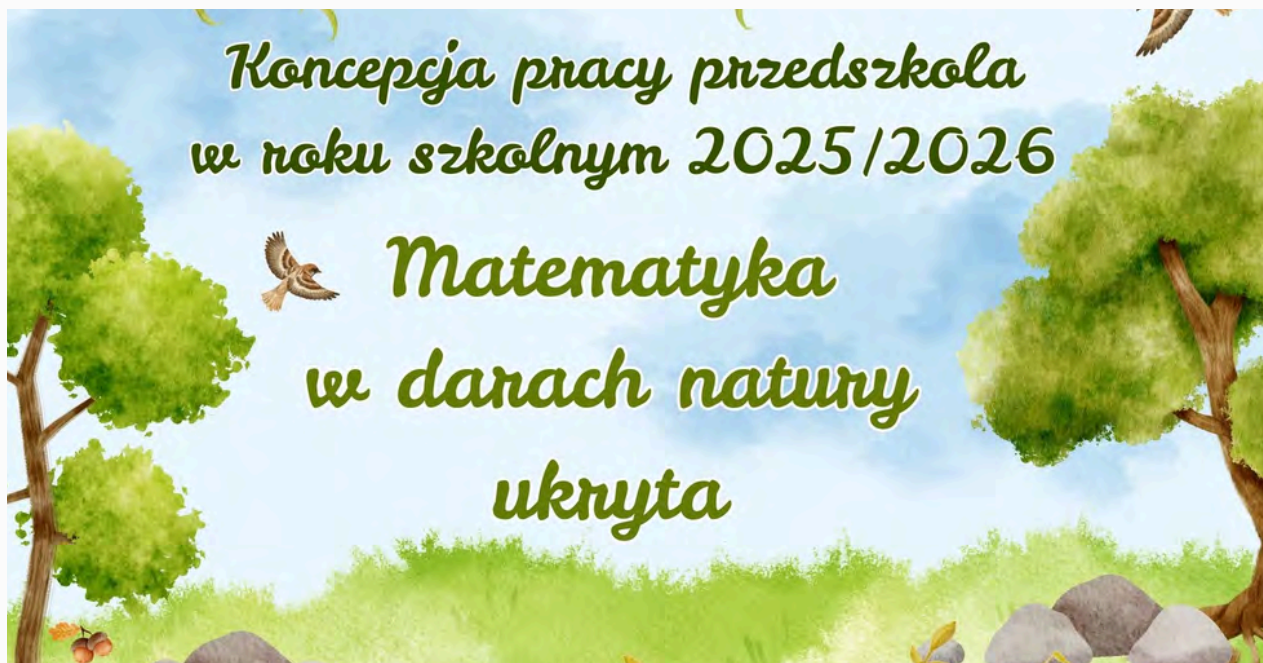 Koncepcja pracy przedszkola
w roku szkolnym 2025/2026
Matematyka
w darach natury
ukryta